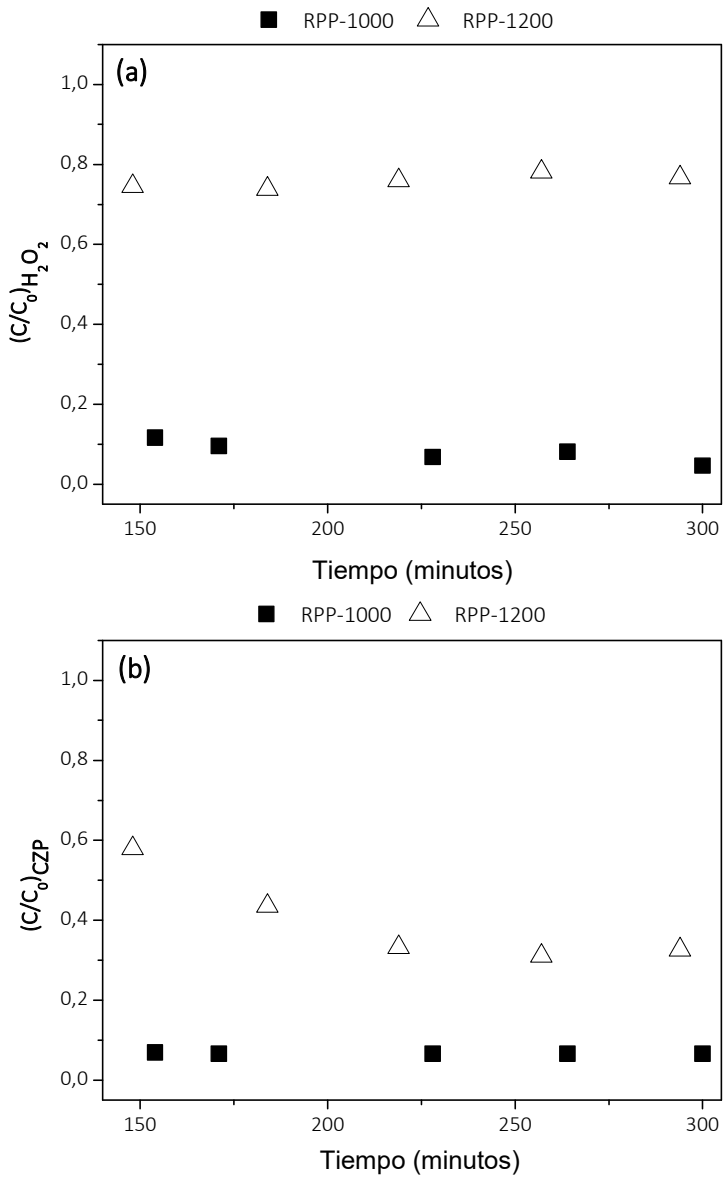 RPP-1000 RPP-1200
(a)
1,0
0,8
0,6
0,4
0,2
0,0
(C/C₀)H₂O₂
150 200 250 300
Tiempo (minutos)
RPP-1000 RPP-1200
(b)
1,0
0,8
0,6
0,4
0,2
0,0
(C/C₀)CZP
150 200 250 300
Tiempo (minutos)